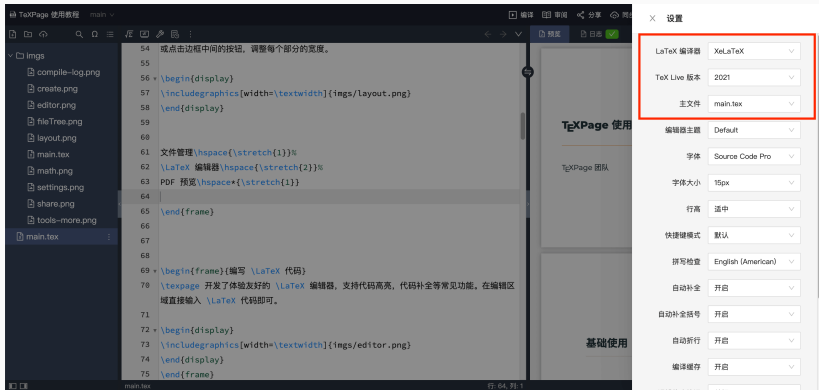 TeXPage 使用教程 main
编译 审阅 分享
imgs
compile-log.png
create.png
editor.png
fileTree.png
layout.png
main.tex
math.png
settings.png
share.png
tools-more.png
main.tex
54 或点击边框中间的按钮，调整每个部分的宽度。
55
56 \begin{display}
57 \includegraphics[width=\textwidth]{imgs/layout.png}
58 \end{display}
59
60
61 文件管理\hspace{\stretch{1}}%
62 \LaTeX 编辑器\hspace{\stretch{2}}%
63 PDF 预览\hspace*{\stretch{1}}
64
65 \end{frame}
66
67
68
69 \begin{frame}{编写 \LaTeX 代码}
70 \texpage 开发了体验友好的 \LaTeX 编辑器，支持代码高亮，代码补全等常见功能。在编辑区
域直接输入 \LaTeX 代码即可。
71
72 \begin{display}
73 \includegraphics[width=\textwidth]{imgs/editor.png}
74 \end{display}
75 \end{frame}
main.tex
行: 64, 列: 1
预览 日志
TEXPage 使用
TEXPage 团队
基础使用
设置
LaTeX 编译器 XeLaTeX
TeX Live 版本 2021
主文件 main.tex
编辑器主题 Default
字体 Source Code Pro
字体大小 15px
行高 适中
快捷键模式 默认
拼写检查 English (American)
自动补全 开启
自动补全括号 开启
自动折行 开启
编译缓存 开启